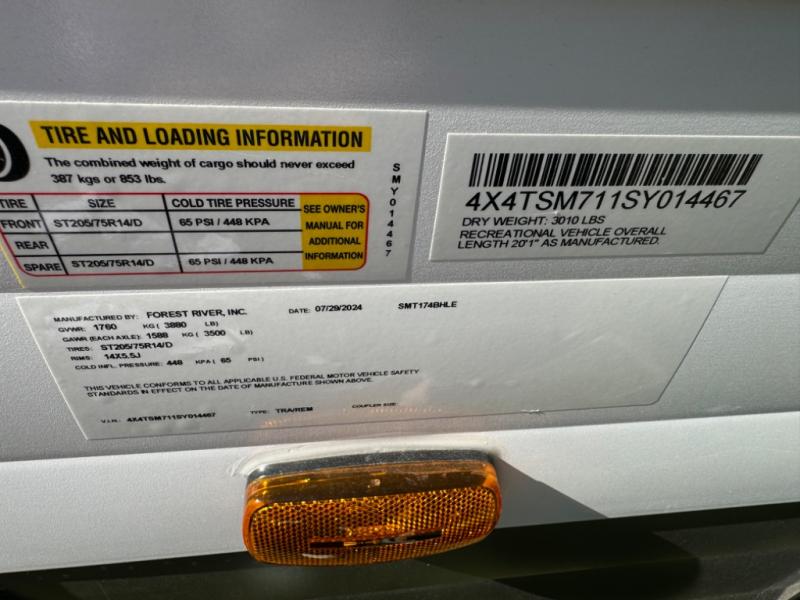 TIRE AND LOADING INFORMATION
The combined weight of cargo should never exceed
387 kgs or 853 lbs.
TIRE SIZE COLD TIRE PRESSURE
FRONT ST205/75R14/D 65 PSI / 448 KPA
REAR
SPARE ST205/75R14/D 65 PSI / 448 KPA
SEE OWNER'S
MANUAL FOR
ADDITIONAL
INFORMATION
SMY014467
4X4TSM711SY014467
DRY WEIGHT: 3010 LBS
RECREATIONAL VEHICLE OVERALL
LENGTH 20'1" AS MANUFACTURED.
MANUFACTURED BY: FOREST RIVER, INC. DATE: 07/29/2024 SMT174BHLE
GVWR: 1760 KG ( 3880 LB)
GAWR (EACH AXLE): 1588 KG ( 3500 LB)
TIRES: ST205/75R14/D
RIMS: 14X5.5J
COLD INFL. PRESSURE: 448 KPA ( 65 PSI )
THIS VEHICLE CONFORMS TO ALL APPLICABLE U.S. FEDERAL MOTOR VEHICLE SAFETY
STANDARDS IN EFFECT ON THE DATE OF MANUFACTURE SHOWN ABOVE.
V.I.N.: 4X4TSM711SY014467 TYPE: TRA/REM COUPLER SIZE: